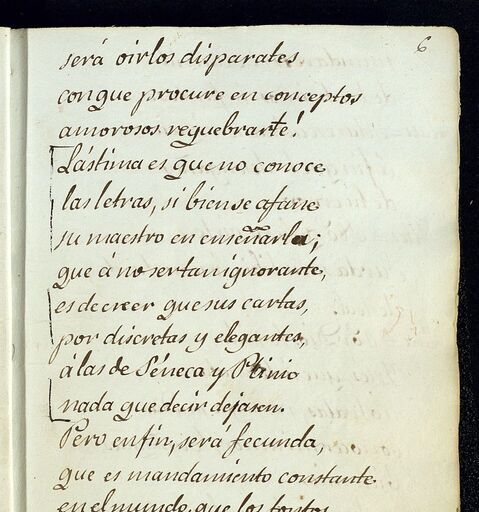 6
será oirlos disparates
con que procure en conceptos
amorosos requebrarte!
Lástima es que no conoce
las letras, si bien se afane
su maestro en enseñarla;
que á no ser tan ignorante,
es de creer que sus cartas,
por discretas y elegantes,
á las de Séneca y Plinio
nada que decir dejasen.
Pero en fin, será fecunda,
que es mandamiento constante
en el mundo, que los tontos